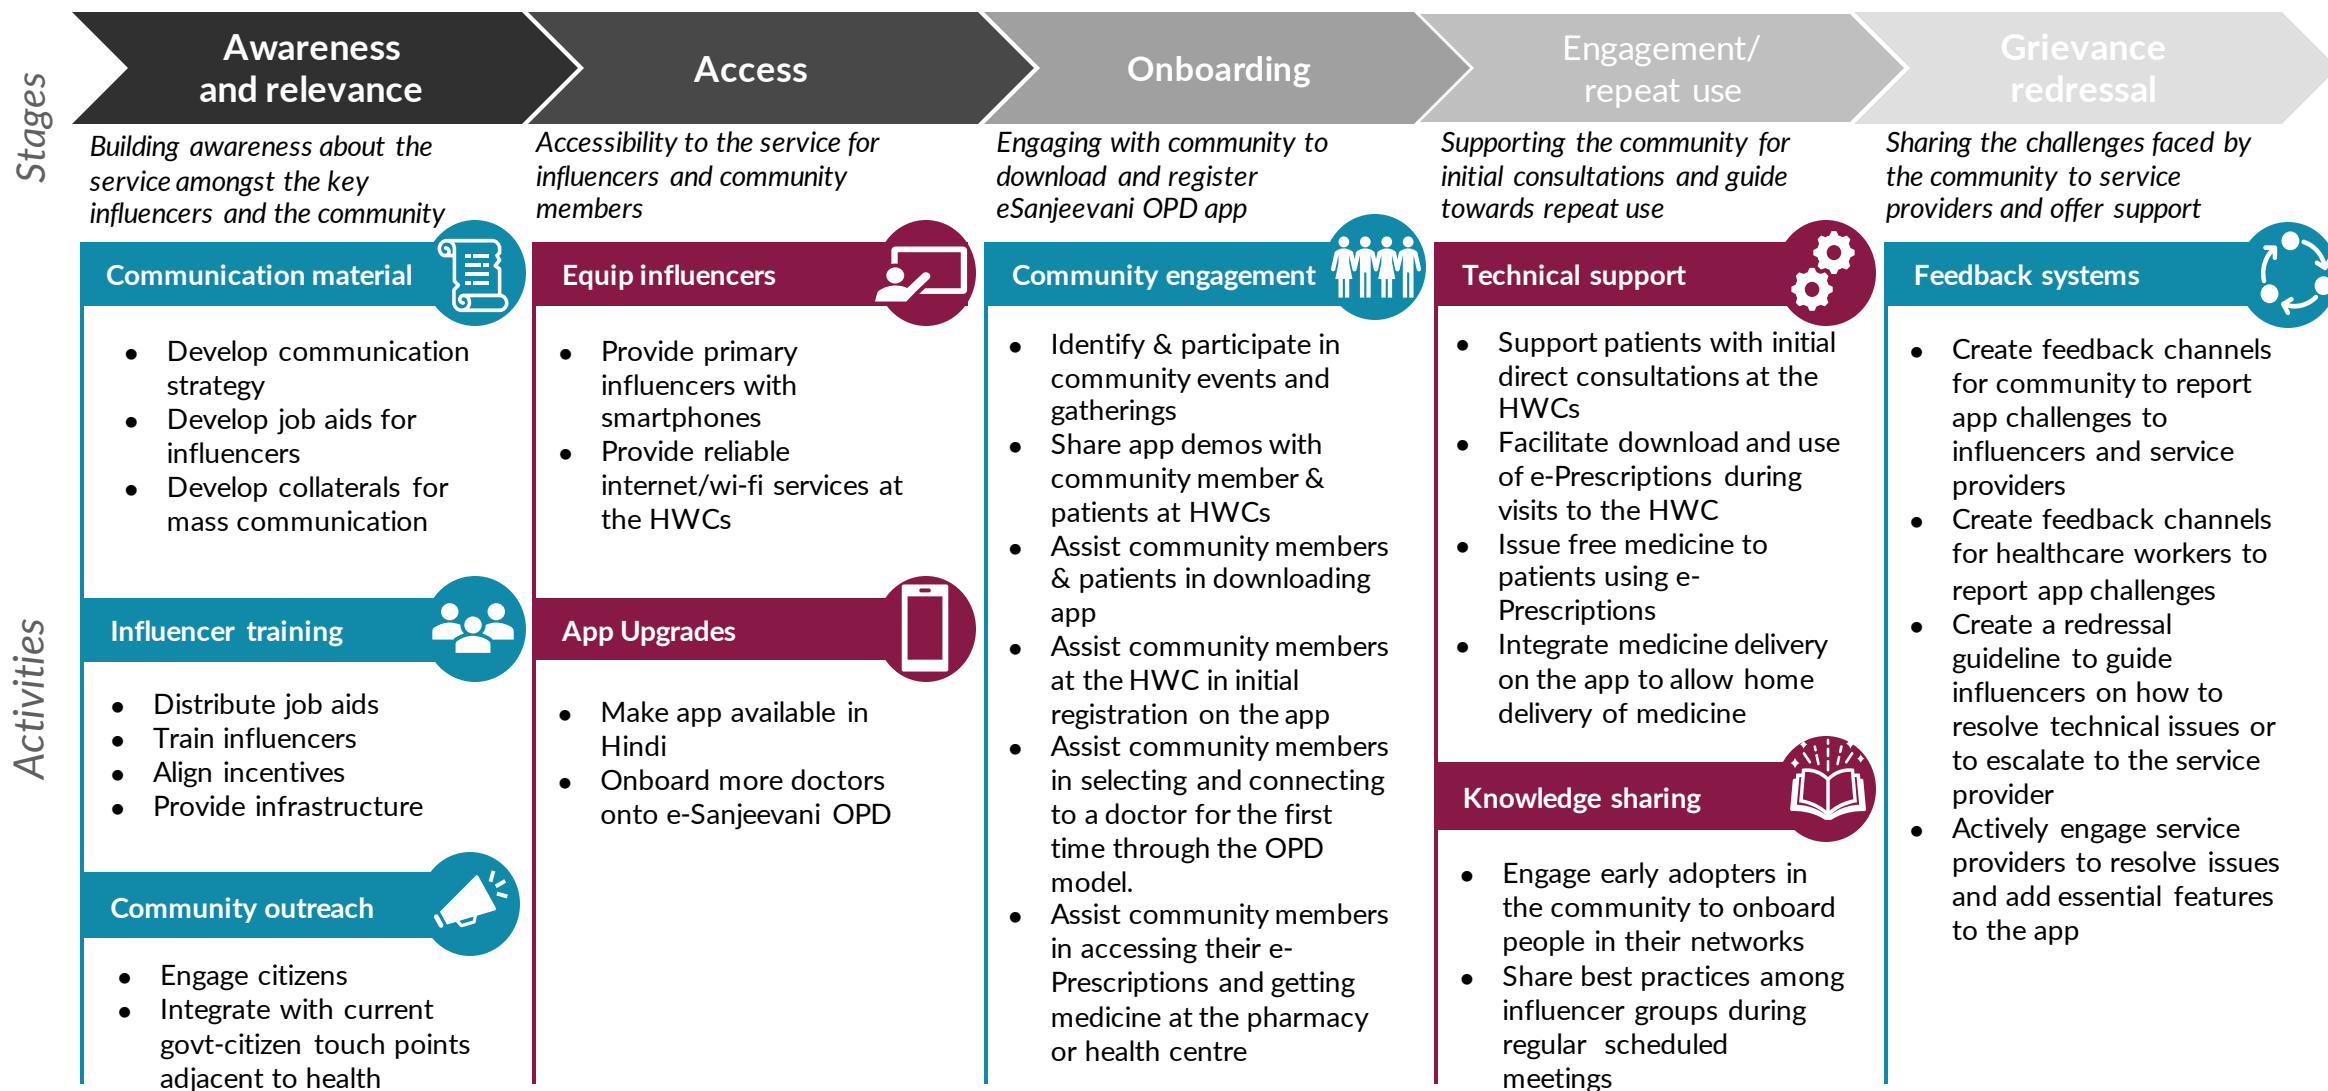 Stages
Awareness
and relevance
Access
Onboarding
Engagement/
repeat use
Grievance
redressal
Building awareness about the
service amongst the key
influencers and the community
Accessibility to the service for
influencers and community
members
Engaging with community to
download and register
eSanjeevani OPD app
Supporting the community for
initial consultations and guide
towards repeat use
Sharing the challenges faced by
the community to service
providers and offer support
Activities
Communication material
• Develop communication
strategy
• Develop job aids for
influencers
• Develop collaterals for
mass communication
Influencer training
• Distribute job aids
• Train influencers
• Align incentives
• Provide infrastructure
Community outreach
• Engage citizens
• Integrate with current
govt-citizen touch points
adjacent to health
Equip influencers
• Provide primary
influencers with
smartphones
• Provide reliable
internet/wi-fi services at
the HWCs
App Upgrades
• Make app available in
Hindi
• Onboard more doctors
onto e-Sanjeevani OPD
Community engagement
• Identify & participate in
community events and
gatherings
• Share app demos with
community member &
patients at HWCs
• Assist community members
& patients in downloading
app
• Assist community members
at the HWC in initial
registration on the app
• Assist community members
in selecting and connecting
to a doctor for the first
time through the OPD
model.
• Assist community members
in accessing their e-
Prescriptions and getting
medicine at the pharmacy
or health centre
Technical support
• Support patients with initial
direct consultations at the
HWCs
• Facilitate download and use
of e-Prescriptions during
visits to the HWC
• Issue free medicine to
patients using e-
Prescriptions
• Integrate medicine delivery
on the app to allow home
delivery of medicine
Knowledge sharing
• Engage early adopters in
the community to onboard
people in their networks
• Share best practices among
influencer groups during
regular scheduled
meetings
Feedback systems
• Create feedback channels
for community to report
app challenges to
influencers and service
providers
• Create feedback channels
for healthcare workers to
report app challenges
• Create a redressal
guideline to guide
influencers on how to
resolve technical issues or
to escalate to the service
provider
• Actively engage service
providers to resolve issues
and add essential features
to the app